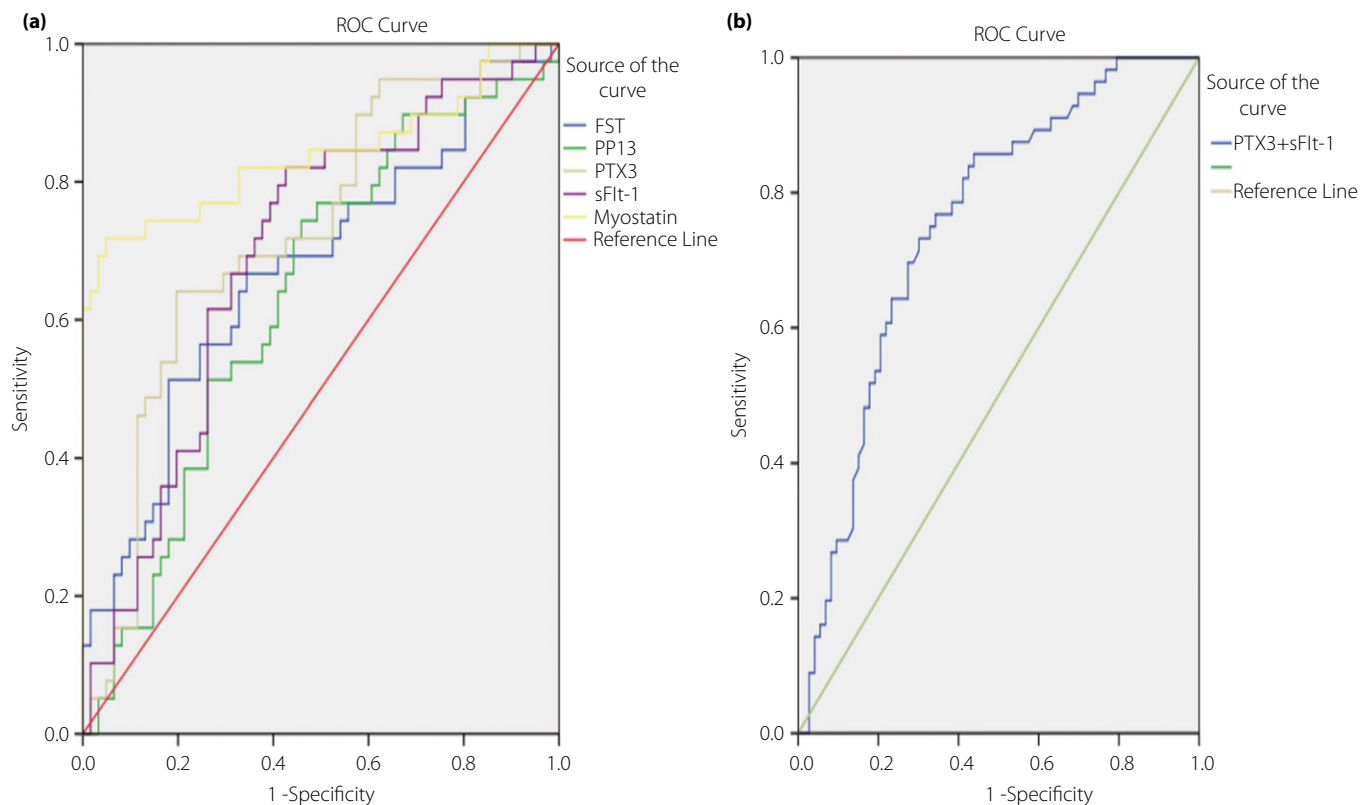 (a)
ROC Curve
1.0
0.8
0.6
0.4
0.2
0.0
Sensitivity
0.0 0.2 0.4 0.6 0.8 1.0
1 -Specificity
Source of the
curve
FST
PP13
PTX3
sFlt-1
Myostatin
Reference Line
(b)
ROC Curve
1.0
0.8
0.6
0.4
0.2
0.0
Sensitivity
0.0 0.2 0.4 0.6 0.8 1.0
1 -Specificity
Source of the
curve
PTX3+sFlt-1
Reference Line